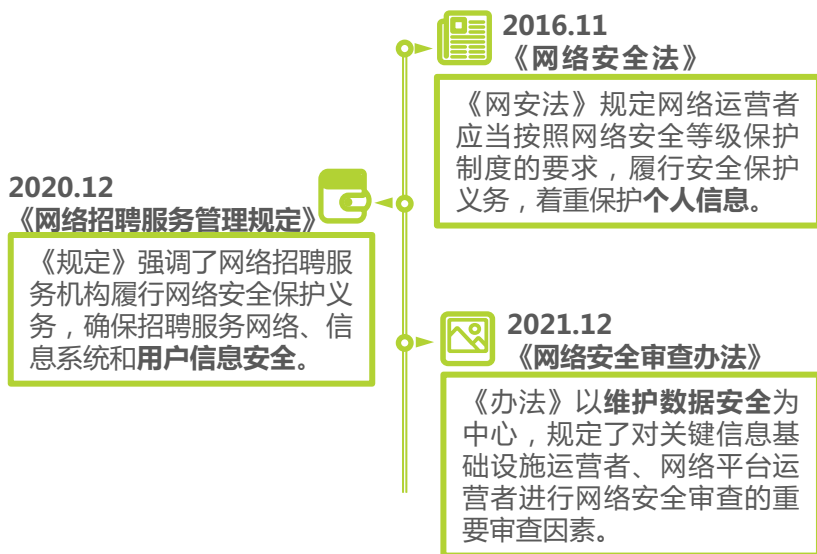 2016.11
《网络安全法》
《网安法》规定网络运营者
应当按照网络安全等级保护
制度的要求，履行安全保护
义务，着重保护个人信息。
2020.12
《网络招聘服务管理规定》
《规定》强调了网络招聘服
务机构履行网络安全保护义
务，确保招聘服务网络、信
息系统和用户信息安全。
2021.12
《网络安全审查办法》
《办法》以维护数据安全为
中心，规定了对关键信息基
础设施运营者、网络平台运
营者进行网络安全审查的重
要审查因素。